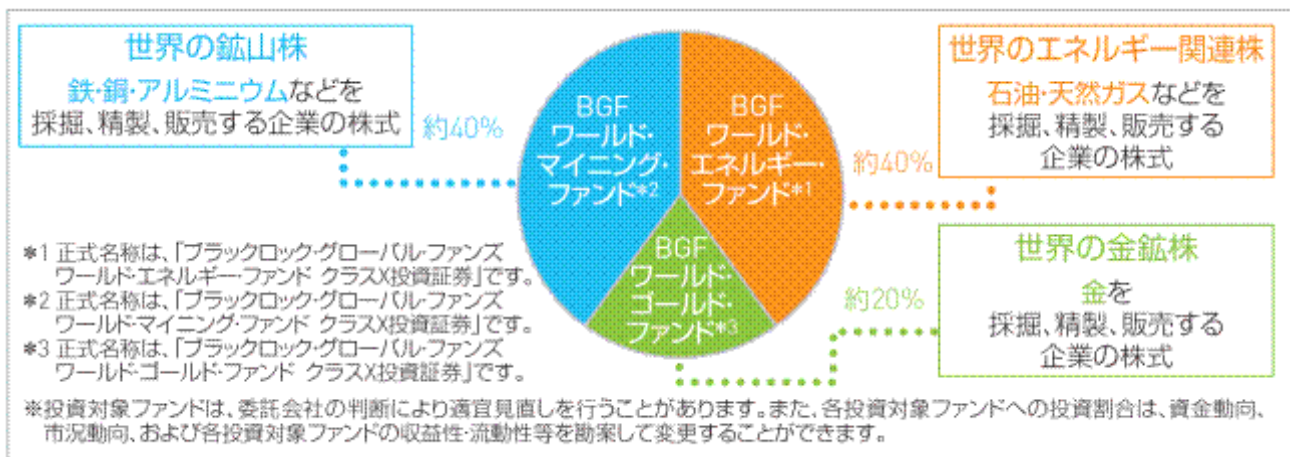 世界の鉱山株
鉄・銅・アルミニウムなどを
採掘、精製、販売する企業の株式
約40%
BGF
ワールド・
マイニング・
ファンド*2
BGF
ワールド・
エネルギー・
ファンド*1
約40%
世界のエネルギー関連株
石油・天然ガスなどを
採掘、精製、販売する
企業の株式
BGF
ワールド・
ゴールド・
ファンド*3
約20%
世界の金鉱株
金を
採掘、精製、販売する
企業の株式
*1 正式名称は、「ブラックロック・グローバル・ファンズ
ワールド・エネルギー・ファンド クラスX投資証券」です。
*2 正式名称は、「ブラックロック・グローバル・ファンズ
ワールド・マイニング・ファンド クラスX投資証券」です。
*3 正式名称は、「ブラックロック・グローバル・ファンズ
ワールド・ゴールド・ファンド クラスX投資証券」です。
※投資対象ファンドは、委託会社の判断により適宜見直しを行うことがあります。また、各投資対象ファンドへの投資割合は、資金動向、
市況動向、および各投資対象ファンドの収益性・流動性等を勘案して変更することができます。